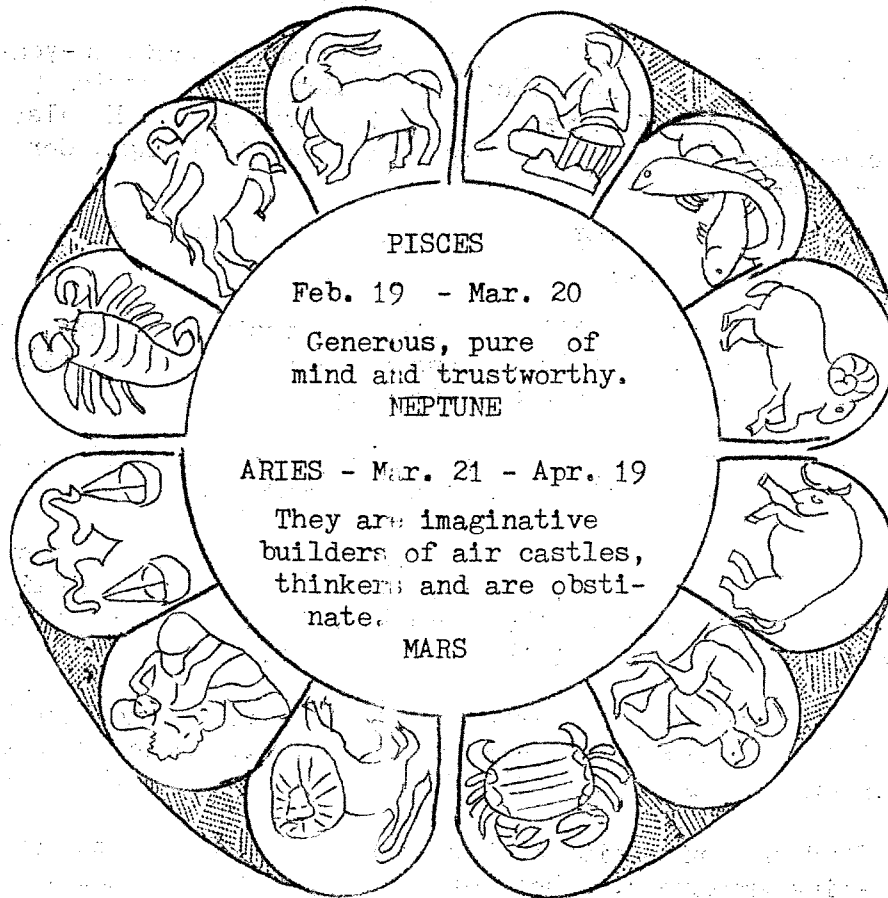 PISCES
Feb. 19 - Mar. 20
Generous, pure of
mind and trustworthy.
NEPTUNE
ARIES - Mar. 21 - Apr. 19
They are imaginative
builders of air castles,
thinkers and are obsti-
nate.
MARS